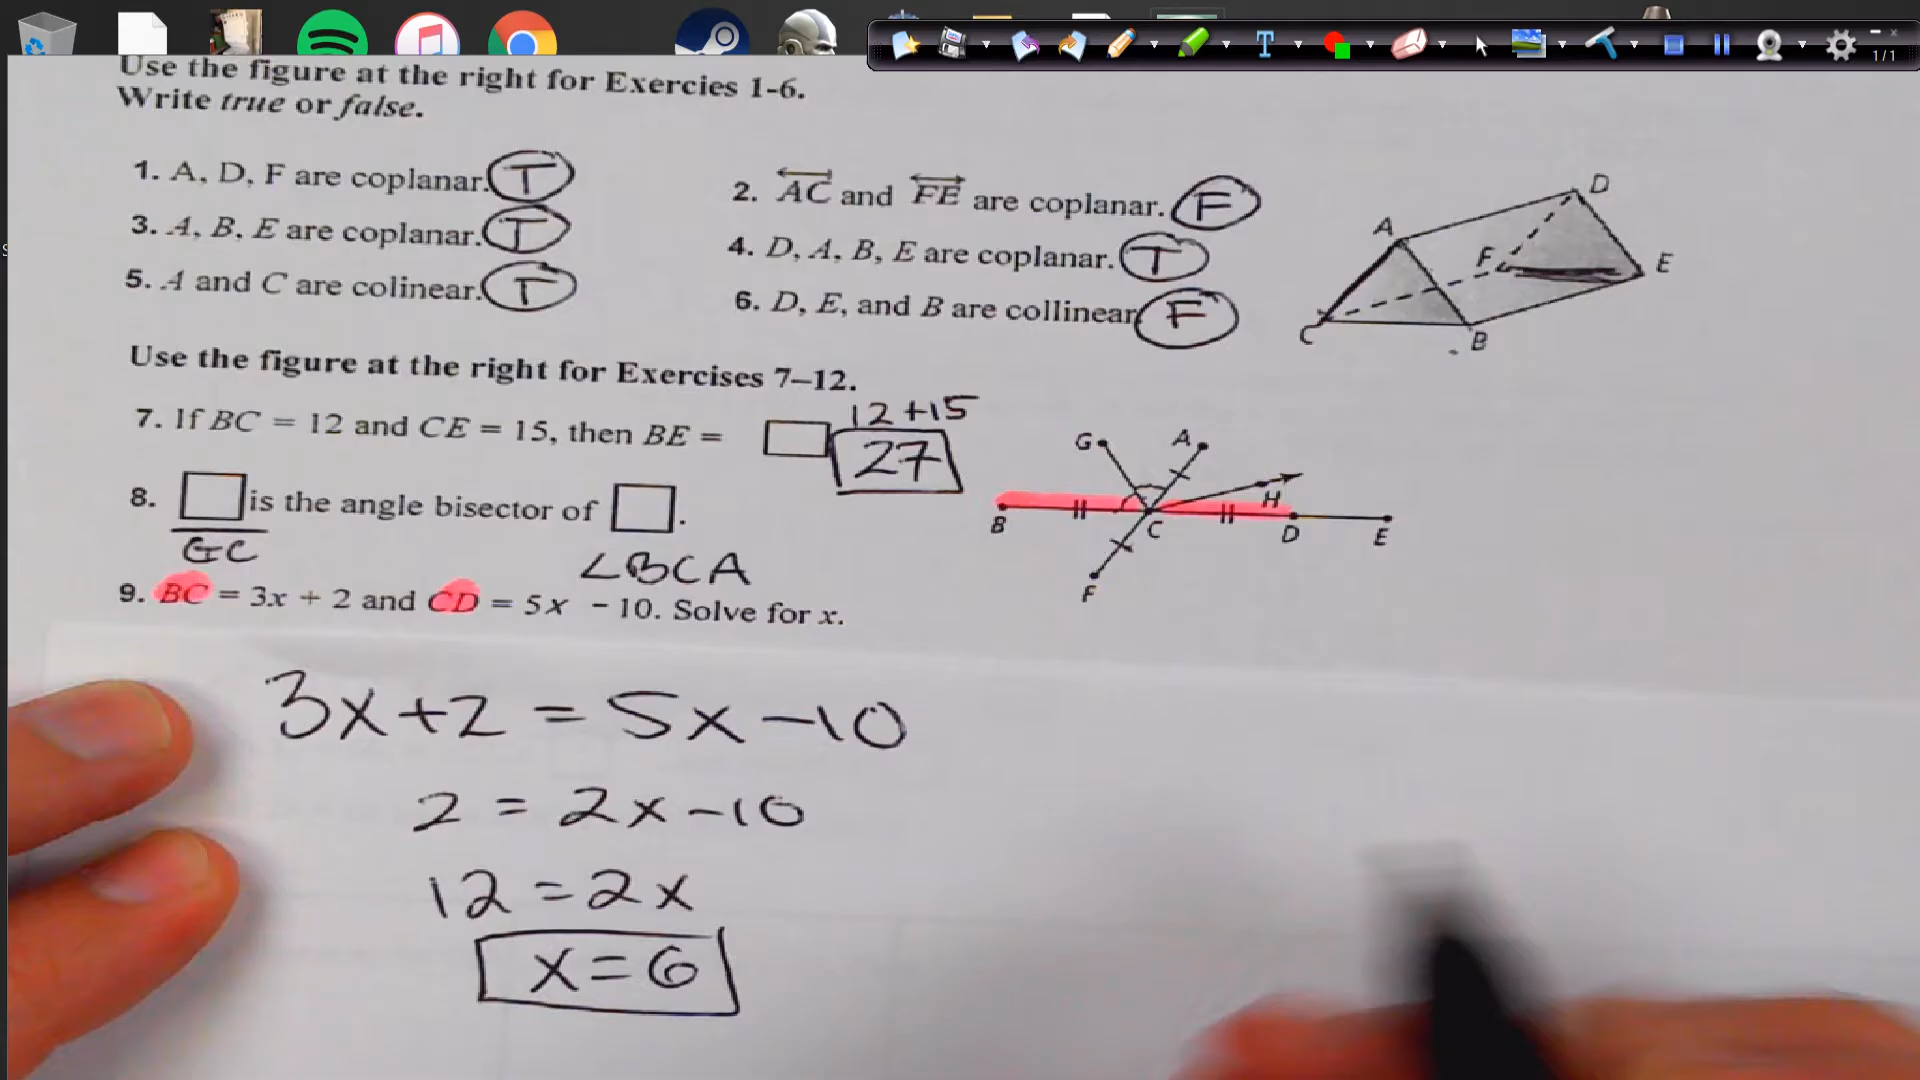 1/1
Use the figure at the right for Exercies 1-6.
Write true or false.
1. A, D, F are coplanar. T
2. AC and FE are coplanar. F
3. A, B, E are coplanar. T
4. D, A, B, E are coplanar. T
5. A and C are colinear. T
6. D, E, and B are collinear F
A
D
F
E
C
B
Use the figure at the right for Exercises 7–12.
12+15
7. If BC = 12 and CE = 15, then BE = 27
8. is the angle bisector of .
GC
∠BCA
G
A
H
B
C
D
E
F
9. BC = 3x + 2 and CD = 5x - 10. Solve for x.
3x+2 = 5x-10
2 = 2x-10
12 = 2x
x=6